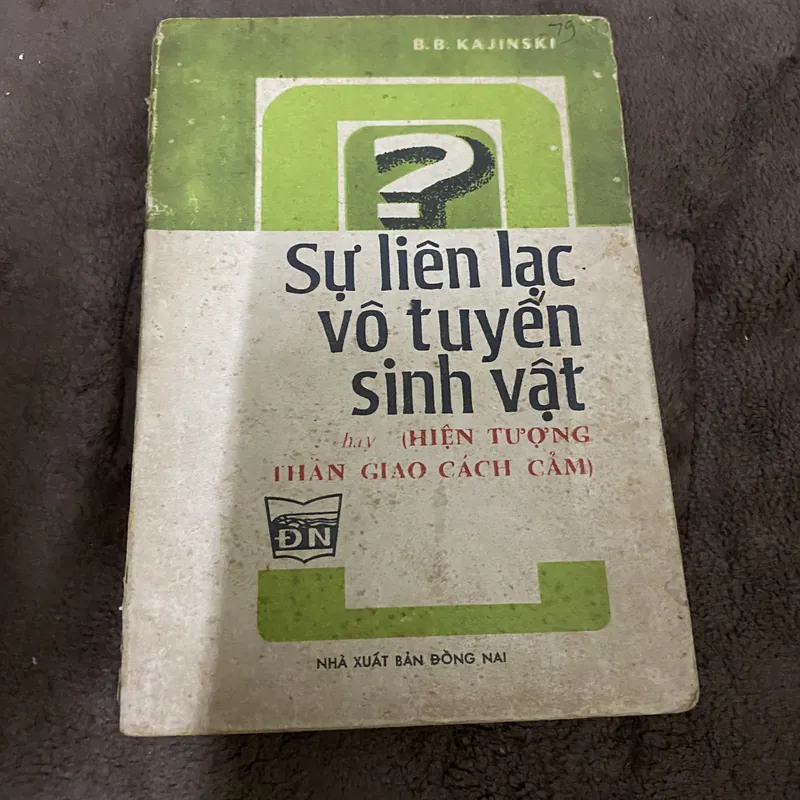 79
B.B. KAJINSKI
?
Sự liên lạc
vô tuyến
sinh vật
hay (HIỆN TƯỢNG
THẦN GIAO CÁCH CẢM)
ĐN
NHÀ XUẤT BẢN ĐỒNG NAI